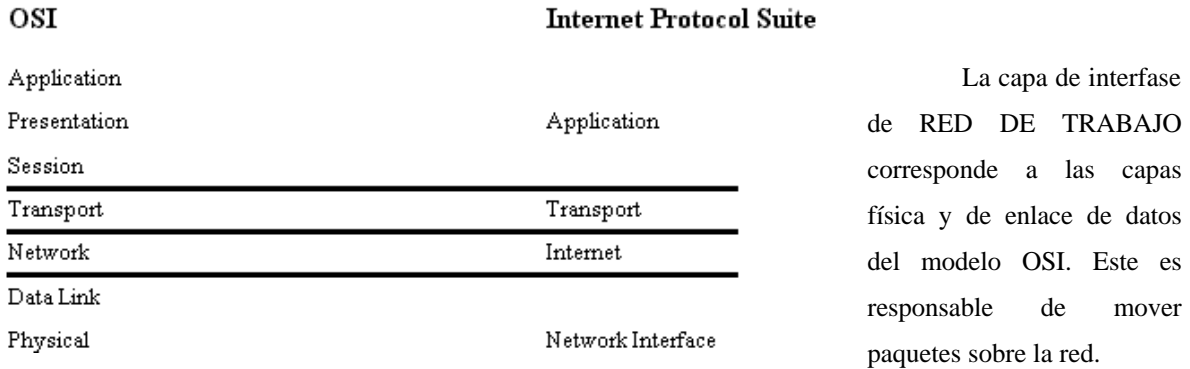 OSI Internet Protocol Suite
Application
Presentation Application
Session
Transport Transport
Network Internet
Data Link
Physical Network Interface
La capa de interfase
de RED DE TRABAJO
corresponde a las capas
física y de enlace de datos
del modelo OSI. Este es
responsable de mover
paquetes sobre la red.